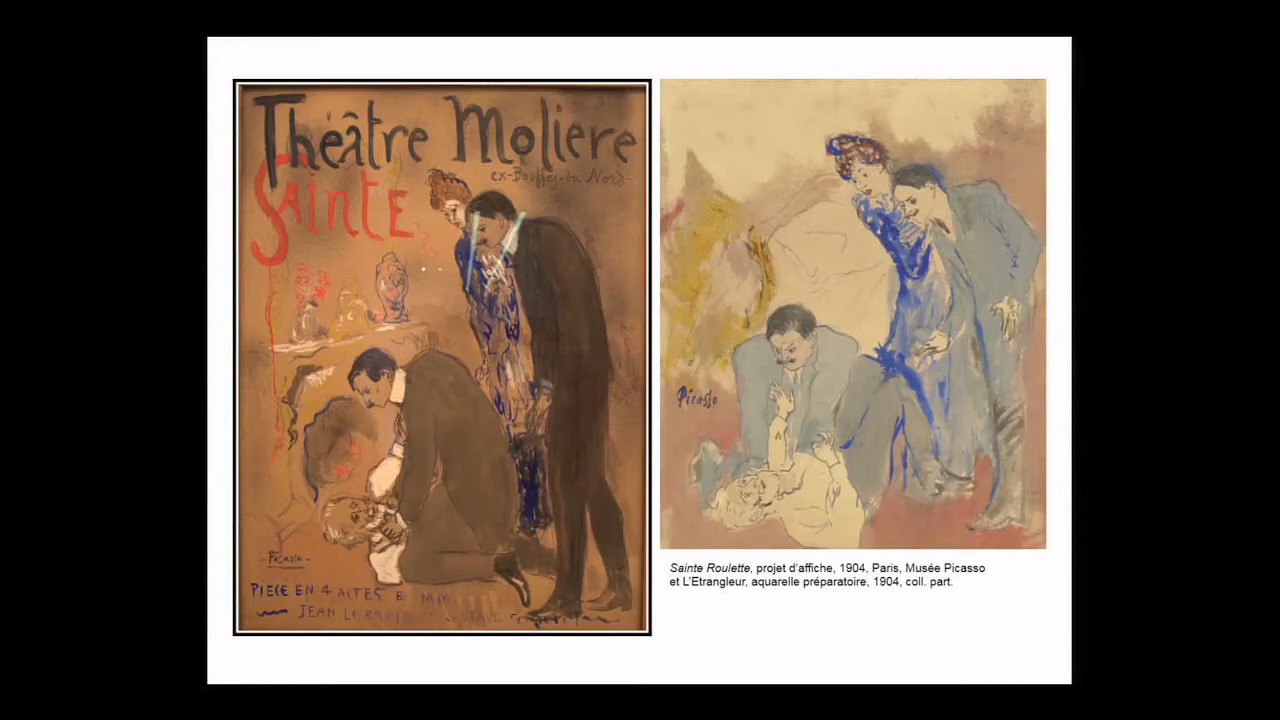 Théâtre Moliere
ex-Bouffes-du Nord
SAintE
-Picasso-
PIECE EN 4 ACTES
JEAN
Picasso
Sainte Roulette, projet d'affiche, 1904, Paris, Musée Picasso
et L'Etrangleur, aquarelle préparatoire, 1904, coll. part.